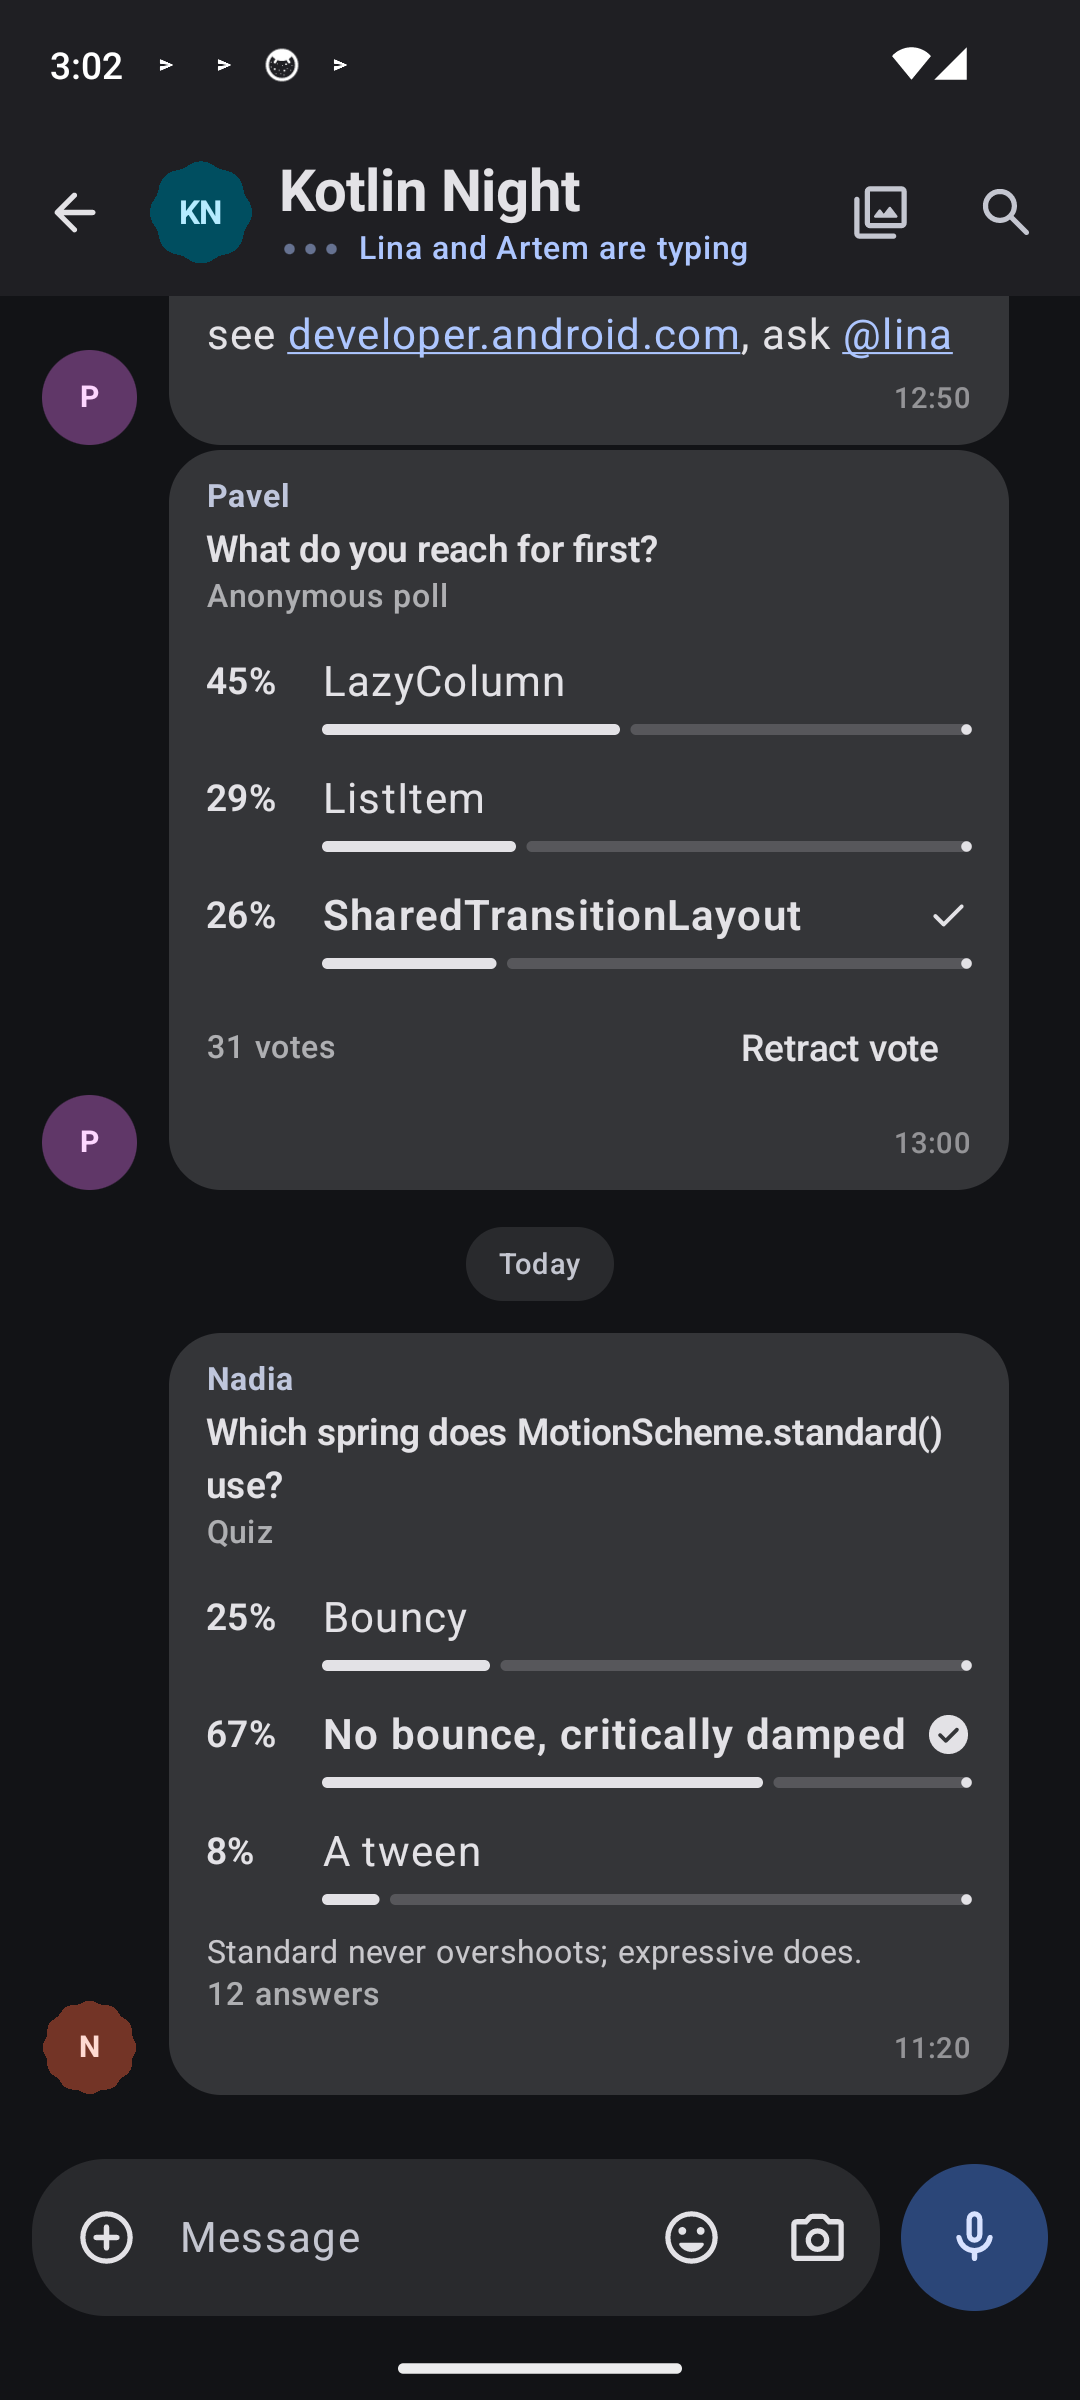 3:02
KN
Kotlin Night
Lina and Artem are typing
see developer.android.com, ask @lina
P
12:50
Pavel
What do you reach for first?
Anonymous poll
45% LazyColumn
29% ListItem
26% SharedTransitionLayout
31 votes Retract vote
P
13:00
Today
Nadia
Which spring does MotionScheme.standard()
use?
Quiz
25% Bouncy
67% No bounce, critically damped
8% A tween
Standard never overshoots; expressive does.
12 answers
N
11:20
Message